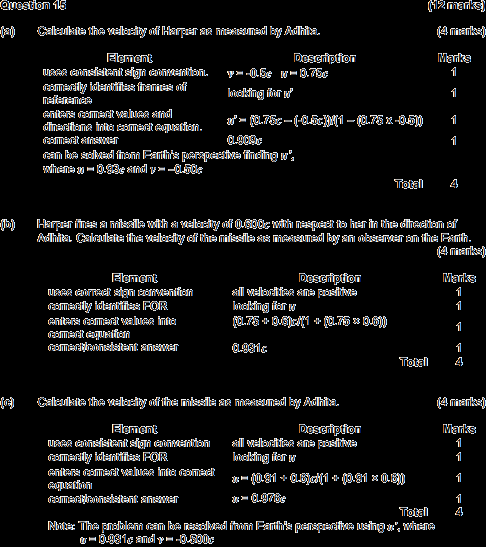 Question 15 (12 marks)
(a) Calculate the velocity of Harper as measured by Adhita. (4 marks)
Element Description Marks
uses consistent sign convention. v = -0.5c u = 0.75c 1
correctly identifies frames of reference looking for u' 1
enters correct values and directions into correct equation. u' = (0.75c – (-0.5c))/(1 – (0.75 x -0.5)) 1
correct answer 0.909c 1
can be solved from Earth's perspective finding u',
where u = 0.93c and v = –0.50c
Total 4
(b) Harper fires a missile with a velocity of 0.600c with respect to her in the direction of
Adhita. Calculate the velocity of the missile as measured by an observer on the Earth.
(4 marks)
Element Description Marks
uses correct sign convention all velocities are positive 1
correctly identifies FOR looking for u 1
enters correct values into correct equation (0.75 + 0.6)c/(1 + (0.75 × 0.6)) 1
correct/consistent answer 0.931c 1
Total 4
(c) Calculate the velocity of the missile as measured by Adhita. (4 marks)
Element Description Marks
uses consistent sign convention all velocities are positive 1
correctly identifies FOR looking for u 1
enters correct values into correct equation u = (0.91 + 0.6)c/(1 + (0.91 × 0.6)) 1
correct/consistent answer u = 0.976c 1
Total 4
Note: The problem can be resolved from Earth's perspective using u', where
u = 0.931c and v = -0.500c